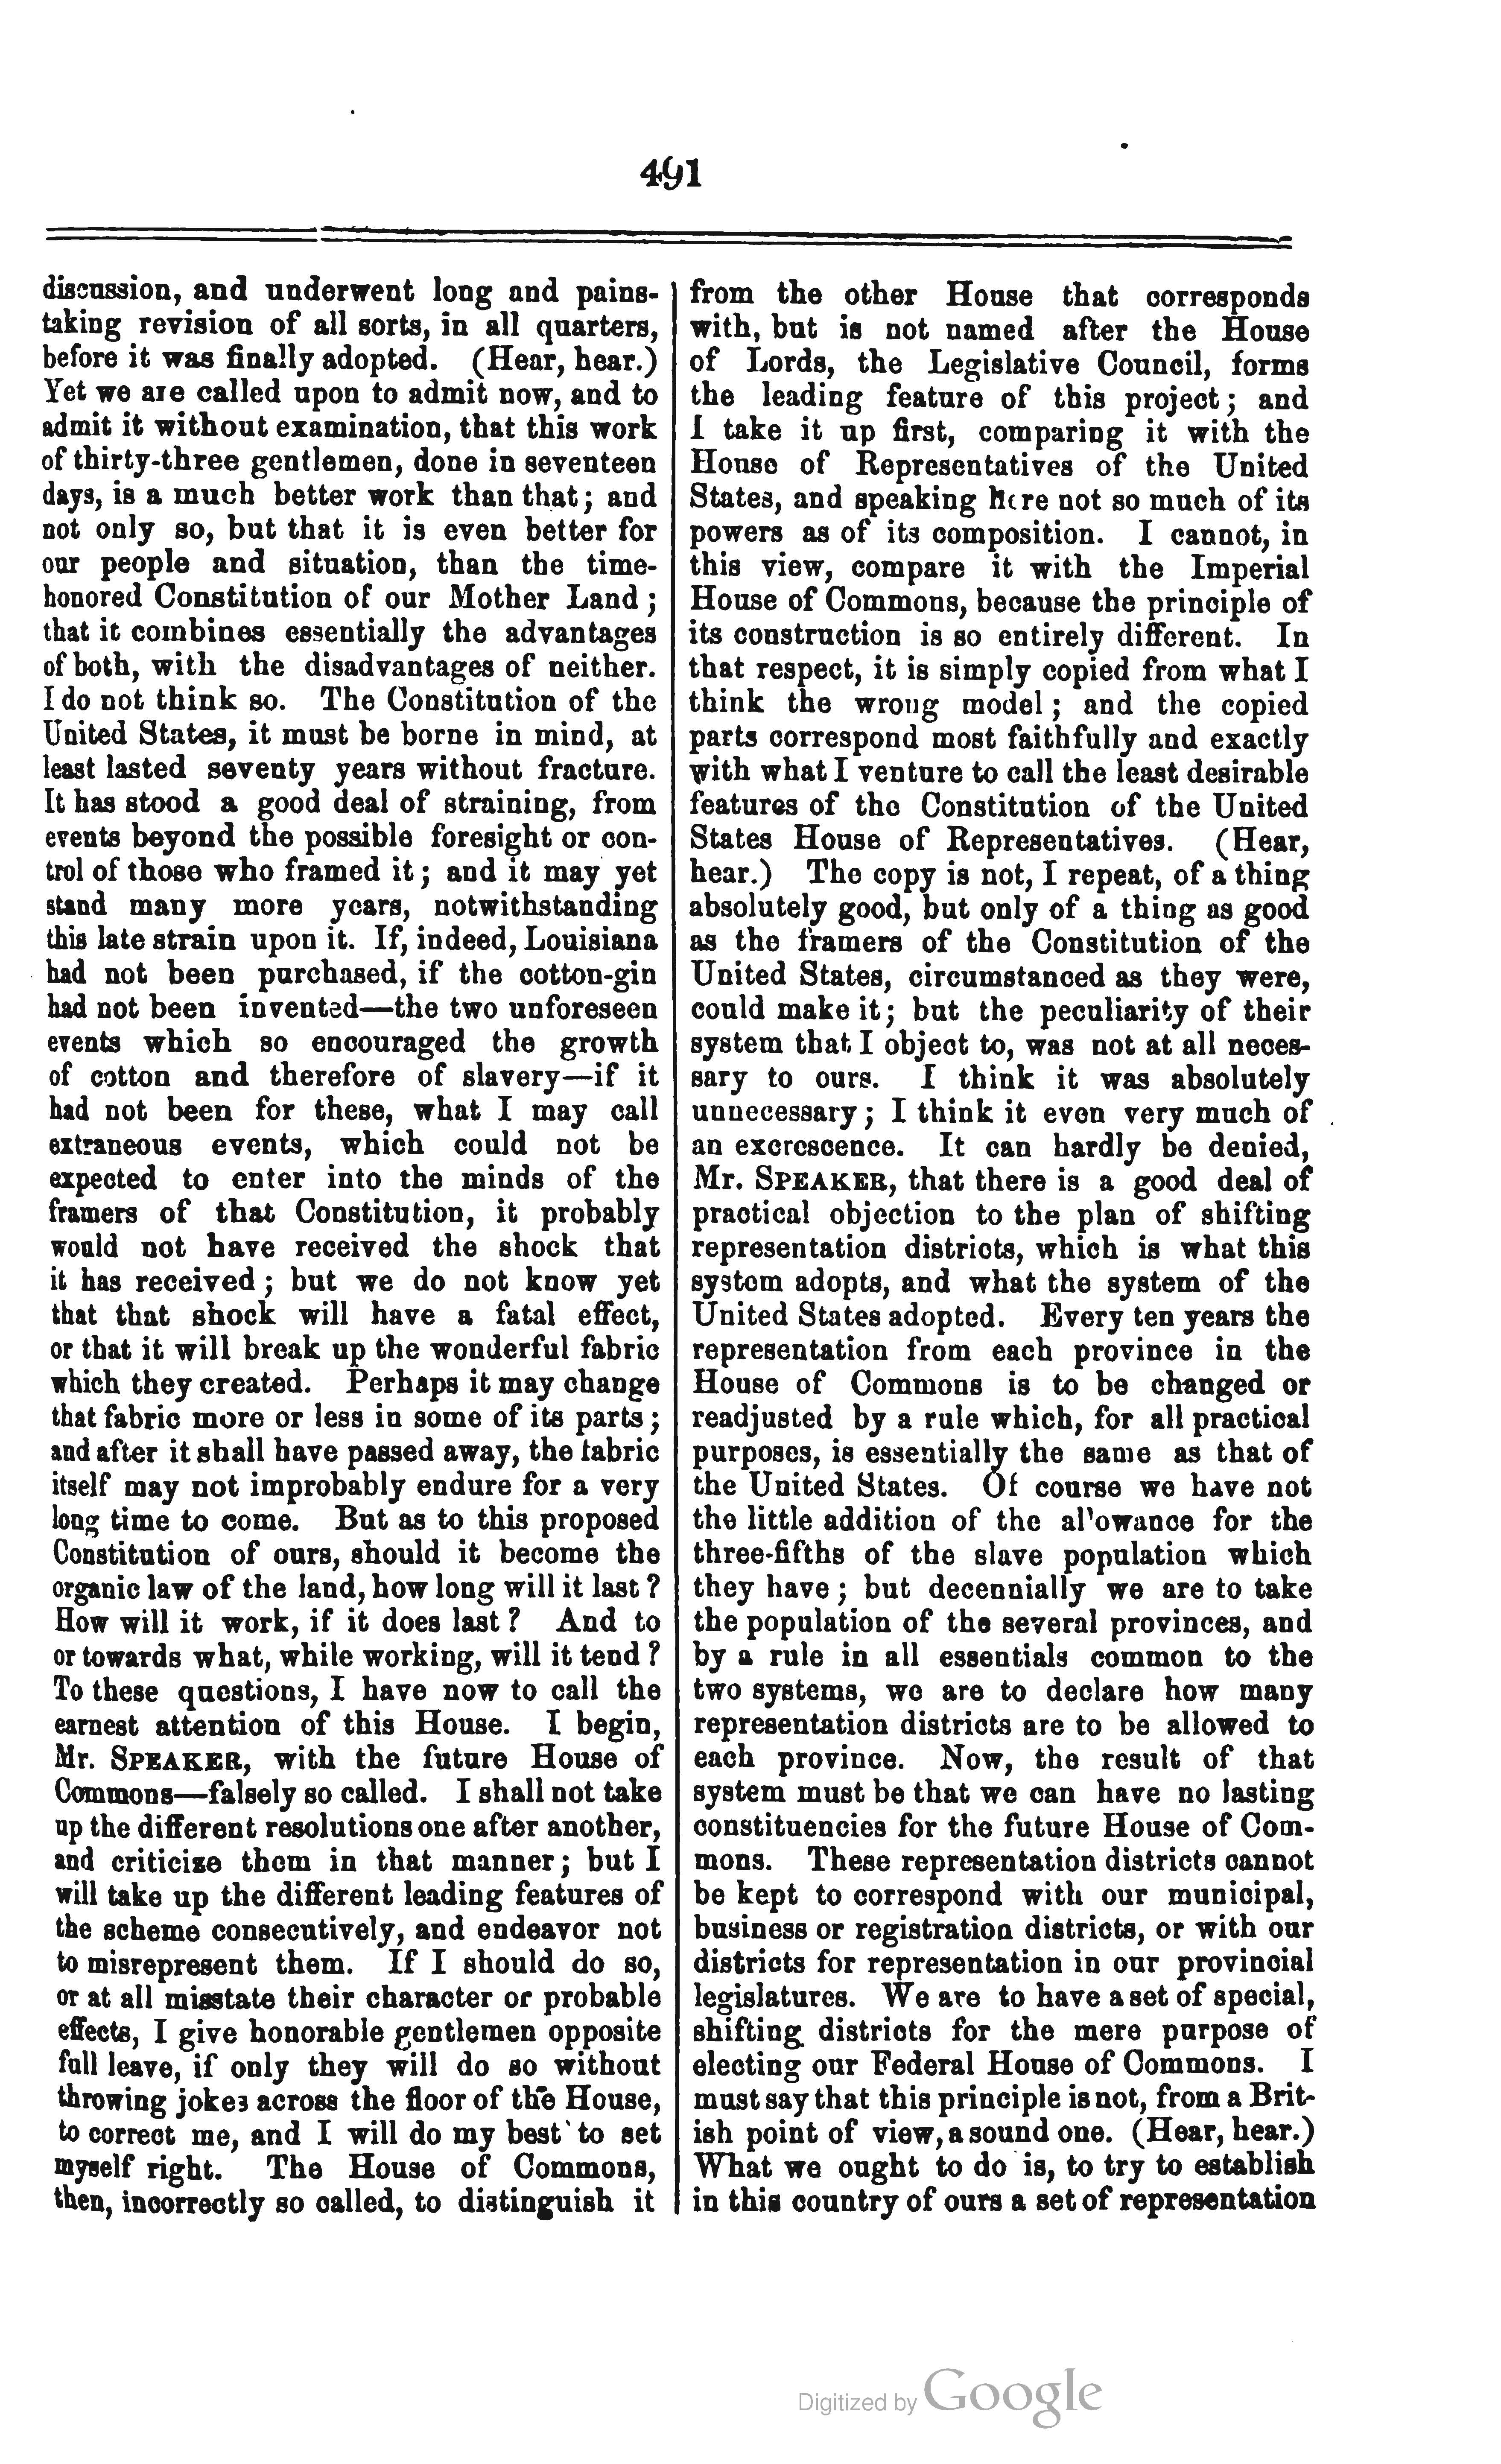 491
discussion, and underwent long and pains-
taking revision of all sorts, in all quarters,
before it was finally adopted. (Hear, hear.)
Yet we are called upon to admit now, and to
admit it without examination, that this work
of thirty-three gentlemen, done in seventeen
days, is a much better work than that; and
not only so, but that it is even better for
our people and situation, than the time-
honored Constitution of our Mother Land;
that it combines essentially the advantages
of both, with the disadvantages of neither.
I do not think so. The Constitution of the
United States, it must be borne in mind, at
least lasted seventy years without fracture.
It has stood a good deal of straining, from
events beyond the possible foresight or con-
trol of those who framed it; and it may yet
stand many more years, notwithstanding
this late strain upon it. If, indeed, Louisiana
had not been purchased, if the cotton-gin
had not been invented—the two unforeseen
events which so encouraged the growth
of cotton and therefore of slavery—if it
had not been for these, what I may call
extraneous events, which could not be
expected to enter into the minds of the
framers of that Constitution, it probably
would not have received the shock that
it has received; but we do not know yet
that that shock will have a fatal effect,
or that it will break up the wonderful fabric
which they created. Perhaps it may change
that fabric more or less in some of its parts;
and after it shall have passed away, the fabric
itself may not improbably endure for a very
long time to come. But as to this proposed
Constitution of ours, should it become the
organic law of the land, how long will it last?
How will it work, if it does last? And to
or towards what, while working, will it tend?
To these questions, I have now to call the
earnest attention of this House. I begin,
Mr. SPEAKER, with the future House of
Commons—falsely so called. I shall not take
up the different resolutions one after another,
and criticize them in that manner; but I
will take up the different leading features of
the scheme consecutively, and endeavor not
to misrepresent them. If I should do so,
or at all misstate their character or probable
effects, I give honorable gentlemen opposite
full leave, if only they will do so without
throwing jokes across the floor of the House,
to correct me, and I will do my best to set
myself right. The House of Commons,
then, incorrectly so called, to distinguish it
from the other House that corresponds
with, but is not named after the House
of Lords, the Legislative Council, forms
the leading feature of this project; and
I take it up first, comparing it with the
House of Representatives of the United
States, and speaking here not so much of its
powers as of its composition. I cannot, in
this view, compare it with the Imperial
House of Commons, because the principle of
its construction is so entirely different. In
that respect, it is simply copied from what I
think the wrong model; and the copied
parts correspond most faithfully and exactly
with what I venture to call the least desirable
features of the Constitution of the United
States House of Representatives. (Hear,
hear.) The copy is not, I repeat, of a thing
absolutely good, but only of a thing as good
as the framers of the Constitution of the
United States, circumstanced as they were,
could make it; but the peculiarity of their
system that I object to, was not at all neces-
sary to ours. I think it was absolutely
unnecessary; I think it even very much of
an excrescence. It can hardly be denied,
Mr. SPEAKER, that there is a good deal of
practical objection to the plan of shifting
representation districts, which is what this
system adopts, and what the system of the
United States adopted. Every ten years the
representation from each province in the
House of Commons is to be changed or
readjusted by a rule which, for all practical
purposes, is essentially the same as that of
the United States. Of course we have not
the little addition of the allowance for the
three-fifths of the slave population which
they have; but decennially we are to take
the population of the several provinces, and
by a rule in all essentials common to the
two systems, we are to declare how many
representation districts are to be allowed to
each province. Now, the result of that
system must be that we can have no lasting
constituencies for the future House of Com-
mons. These representation districts cannot
be kept to correspond with our municipal,
business or registration districts, or with our
districts for representation in our provincial
legislatures. We are to have a set of special,
shifting districts for the mere purpose of
electing our Federal House of Commons. I
must say that this principle is not, from a Brit-
ish point of view, a sound one. (Hear, hear.)
What we ought to do is, to try to establish
in this country of ours a set of representation
Digitized by Google